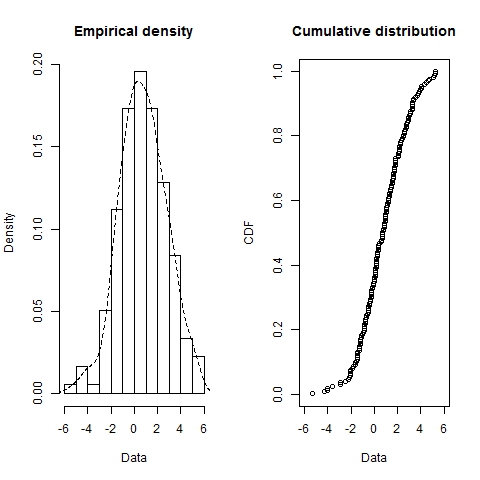 Empirical density
0.20
0.15
0.10
0.05
0.00
Density
-6 -4 -2 0 2 4 6
Data
Cumulative distribution
1.0
0.8
0.6
0.4
0.2
0.0
CDF
-6 -4 -2 0 2 4 6
Data